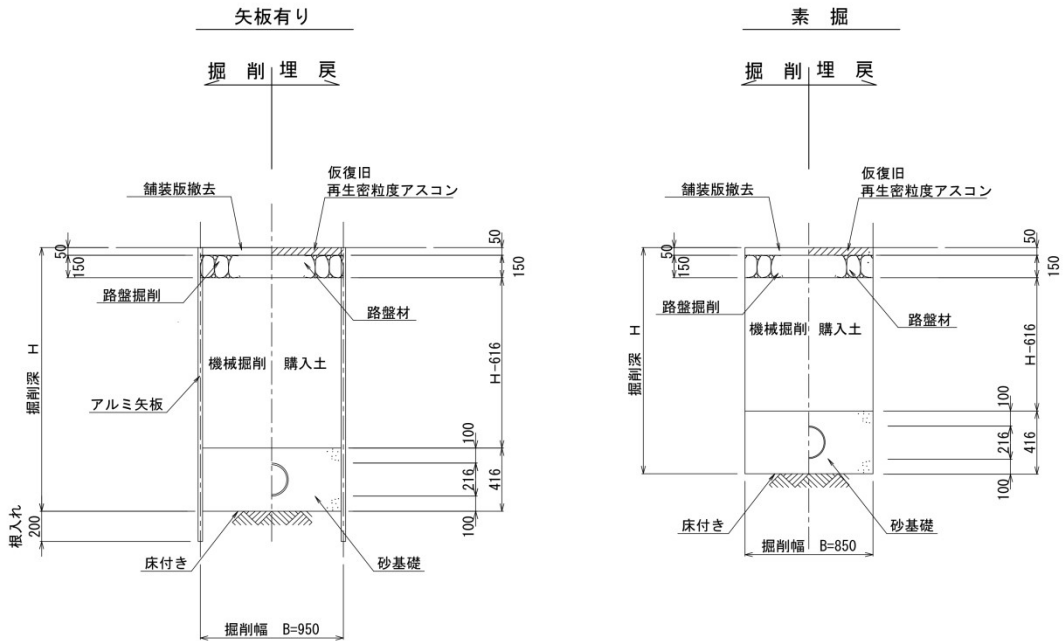 矢板有り
掘 削 埋 戻
舗装版撤去
仮復旧
再生密粒度アスコン
50
150
50
150
路盤掘削
路盤材
機械掘削
購入土
掘削深 H
H-616
アルミ矢板
100
216
416
100
根入れ
200
床付き
砂基礎
掘削幅 B=950
素 掘
掘 削 埋 戻
舗装版撤去
仮復旧
再生密粒度アスコン
50
150
50
150
路盤掘削
路盤材
機械掘削
購入土
掘削深 H
H-616
100
216
416
100
床付き
砂基礎
掘削幅 B=850